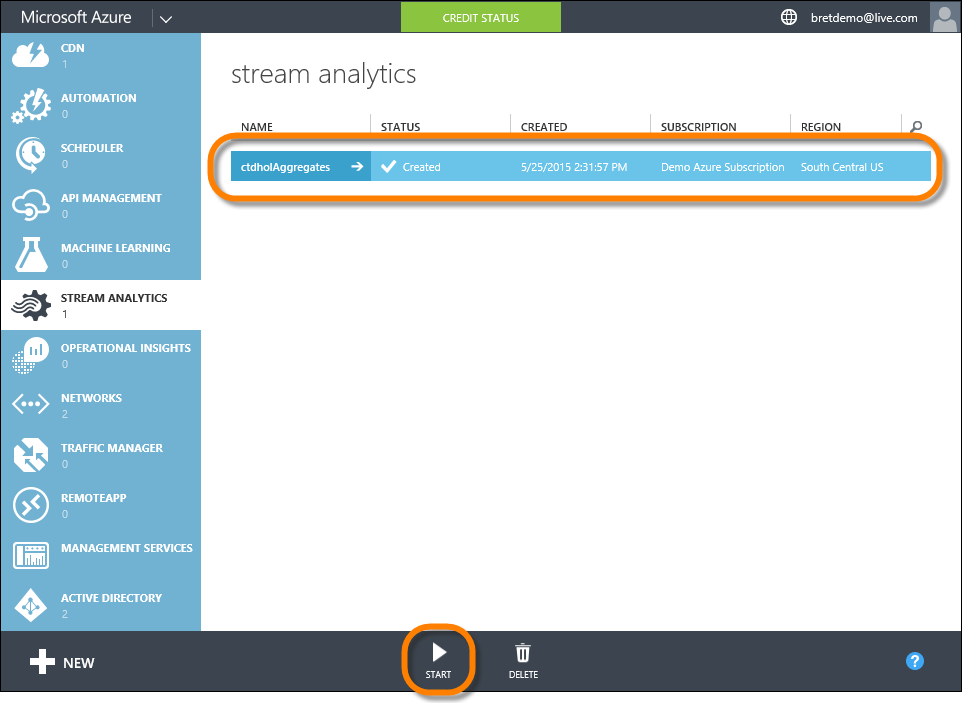 Microsoft Azure
CREDIT STATUS
bretdemo@live.com
CDN
1
AUTOMATION
0
SCHEDULER
0
API MANAGEMENT
0
MACHINE LEARNING
0
STREAM ANALYTICS
1
OPERATIONAL INSIGHTS
0
NETWORKS
2
TRAFFIC MANAGER
0
REMOTEAPP
0
MANAGEMENT SERVICES
ACTIVE DIRECTORY
2
stream analytics
NAME STATUS CREATED SUBSCRIPTION REGION
ctdholAggregates Created 5/25/2015 2:31:57 PM Demo Azure Subscription South Central US
NEW
START
DELETE
?